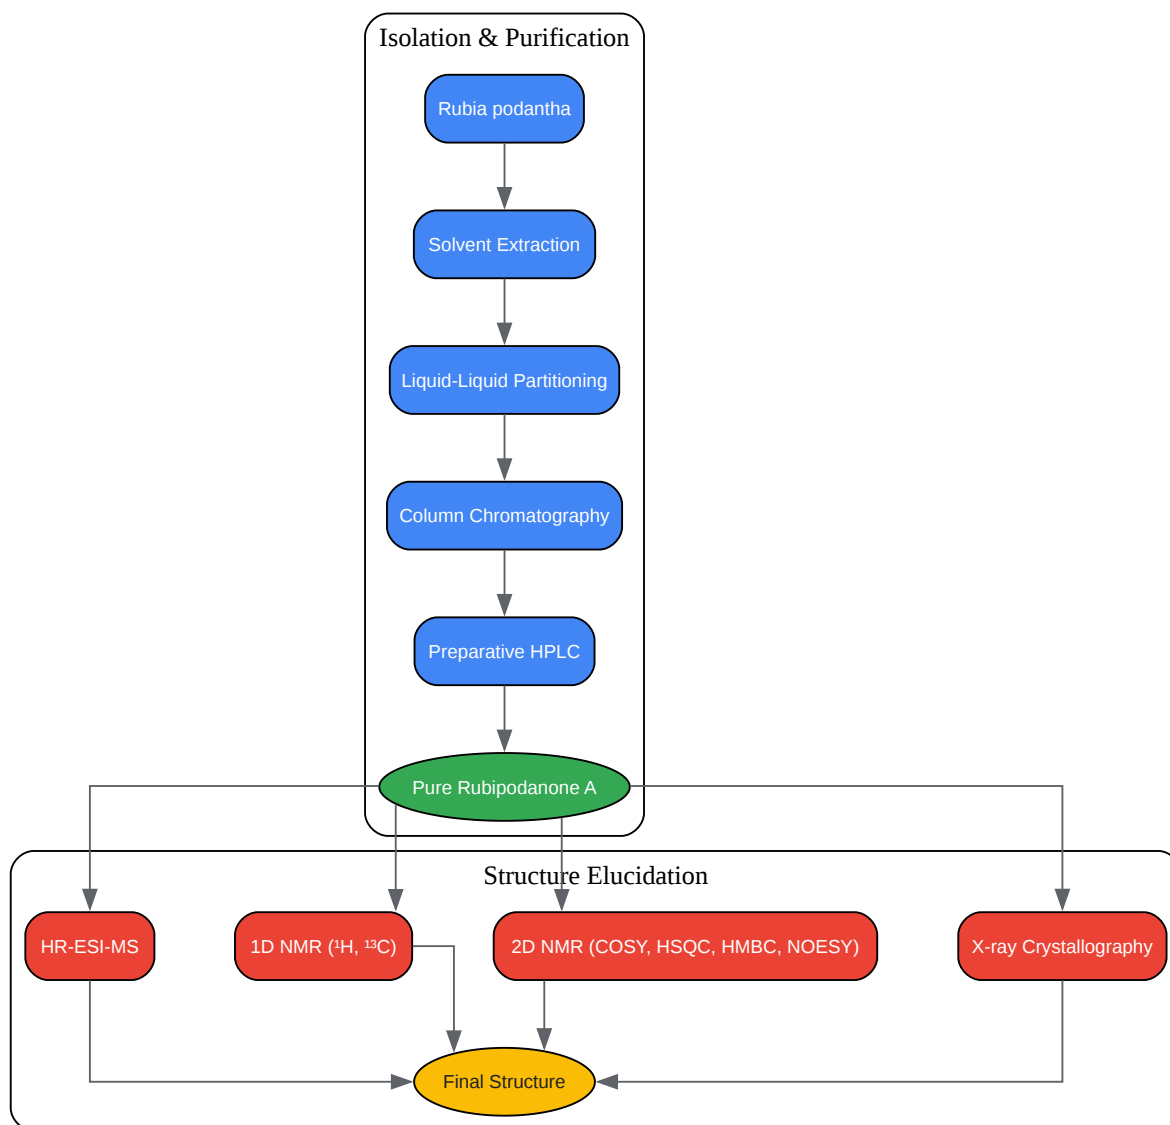 Isolation & Purification
Rubia podantha
Solvent Extraction
Liquid-Liquid Partitioning
Column Chromatography
Preparative HPLC
Pure Rubipodanone A
Structure Elucidation
HR-ESI-MS
1D NMR (¹H, ¹³C)
2D NMR (COSY, HSQC, HMBC, NOESY)
X-ray Crystallography
Final Structure